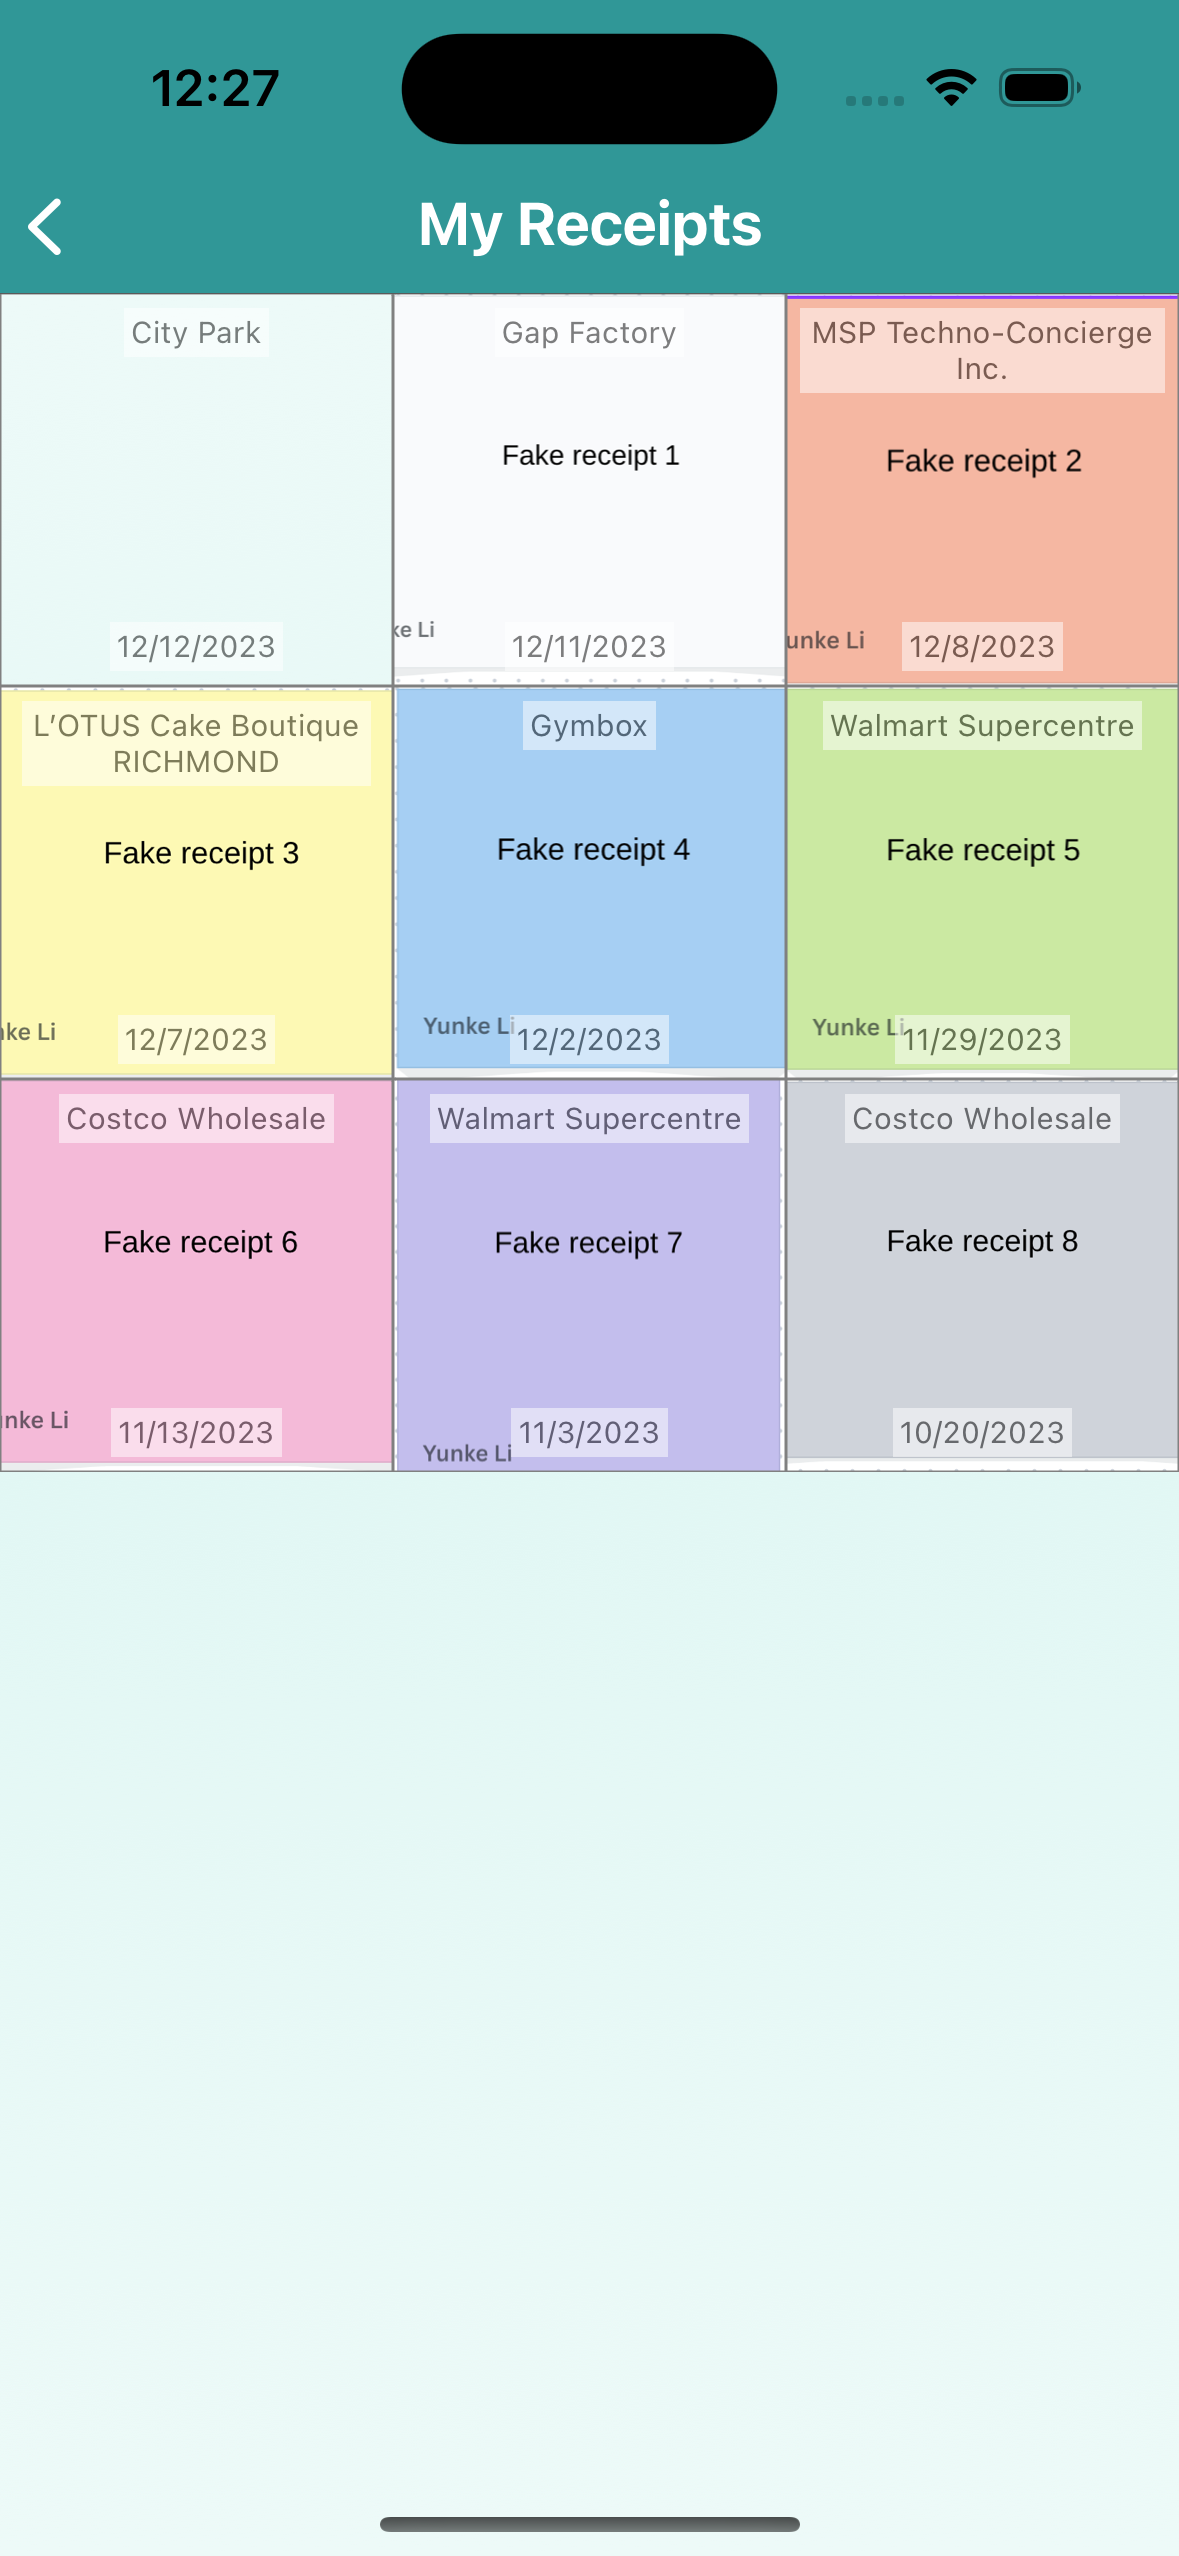 12:27
My Receipts
City Park
12/12/2023
Gap Factory
Fake receipt 1
ke Li
12/11/2023
MSP Techno-Concierge
Inc.
Fake receipt 2
unke Li
12/8/2023
L'OTUS Cake Boutique
RICHMOND
Fake receipt 3
nke Li
12/7/2023
Gymbox
Fake receipt 4
Yunke Li
12/2/2023
Walmart Supercentre
Fake receipt 5
Yunke Li
11/29/2023
Costco Wholesale
Fake receipt 6
unke Li
11/13/2023
Walmart Supercentre
Fake receipt 7
11/3/2023
Yunke Li
Costco Wholesale
Fake receipt 8
10/20/2023